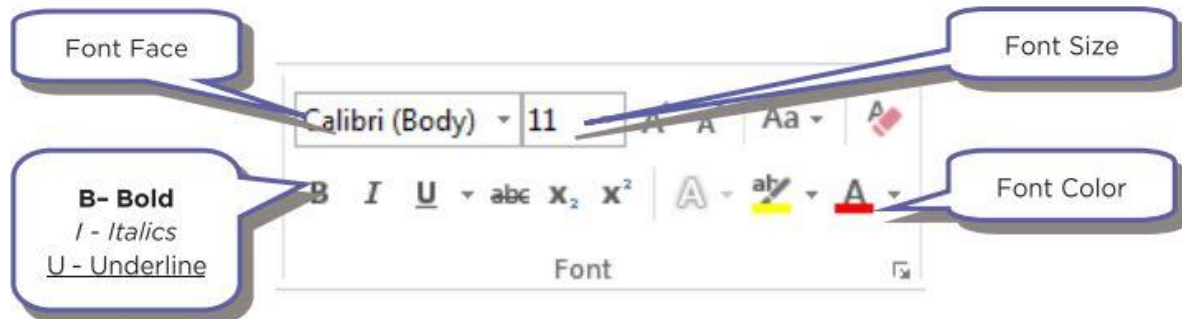 Font Face
Font Size
Calibri (Body) 11 A A Aa A
B I U abc X₂ X² A ab A
B– Bold
I - Italics
U - Underline
Font Color
Font